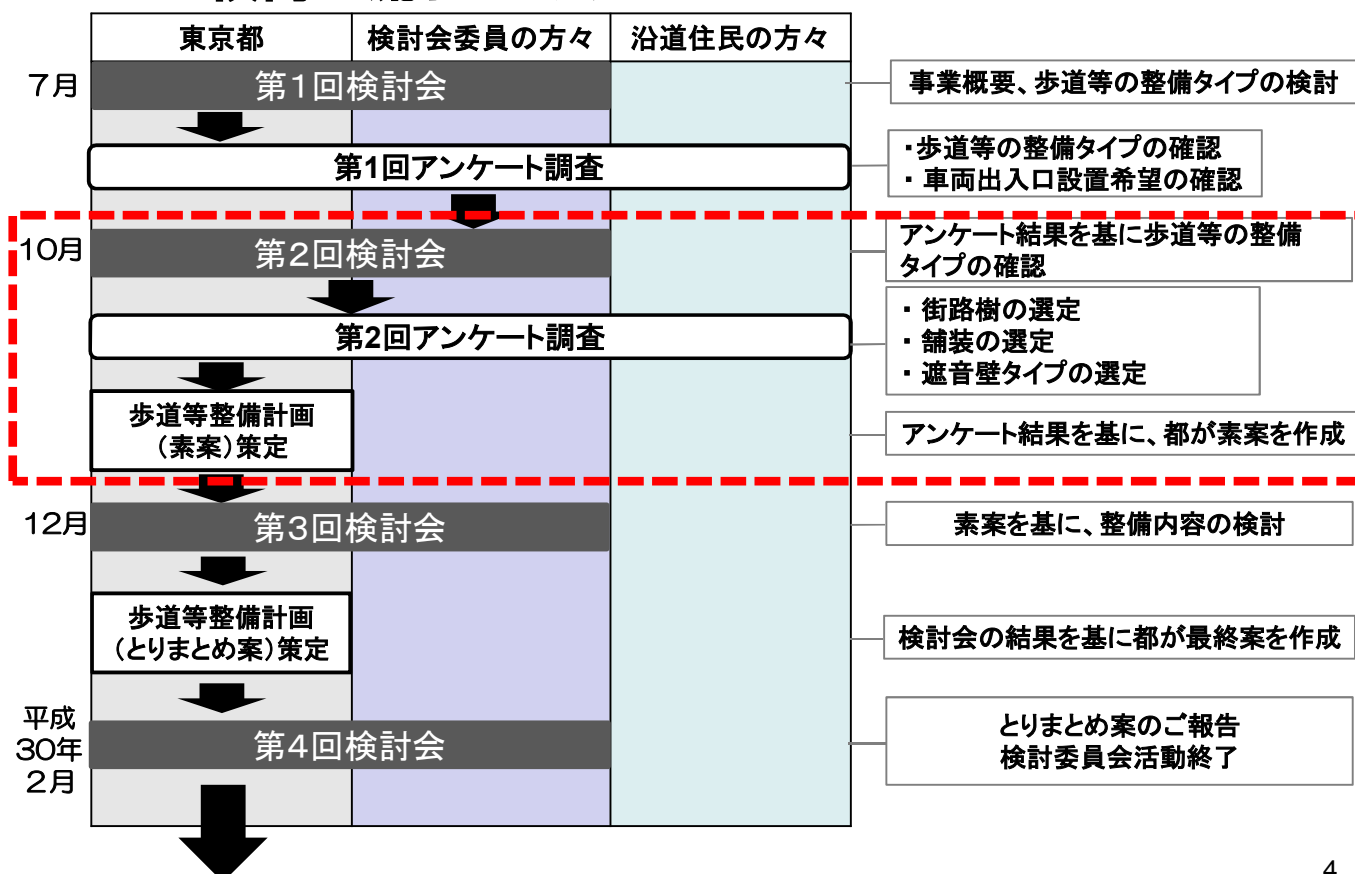 東京都
検討会委員の方々
沿道住民の方々
7月
第1回検討会
事業概要、歩道等の整備タイプの検討
第1回アンケート調査
・歩道等の整備タイプの確認
・車両出入口設置希望の確認
10月
第2回検討会
アンケート結果を基に歩道等の整備
タイプの確認
第2回アンケート調査
・街路樹の選定
・舗装の選定
・遮音壁タイプの選定
歩道等整備計画
(素案)策定
アンケート結果を基に、都が素案を作成
12月
第3回検討会
素案を基に、整備内容の検討
歩道等整備計画
(とりまとめ案)策定
検討会の結果を基に都が最終案を作成
平成
30年
2月
第4回検討会
とりまとめ案のご報告
検討委員会活動終了
4